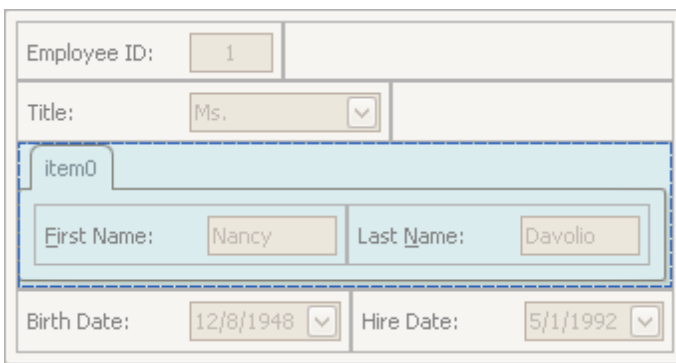 Employee ID: 1
Title: Ms.
item0
First Name: Nancy Last Name: Davolio
Birth Date: 12/8/1948 Hire Date: 5/1/1992